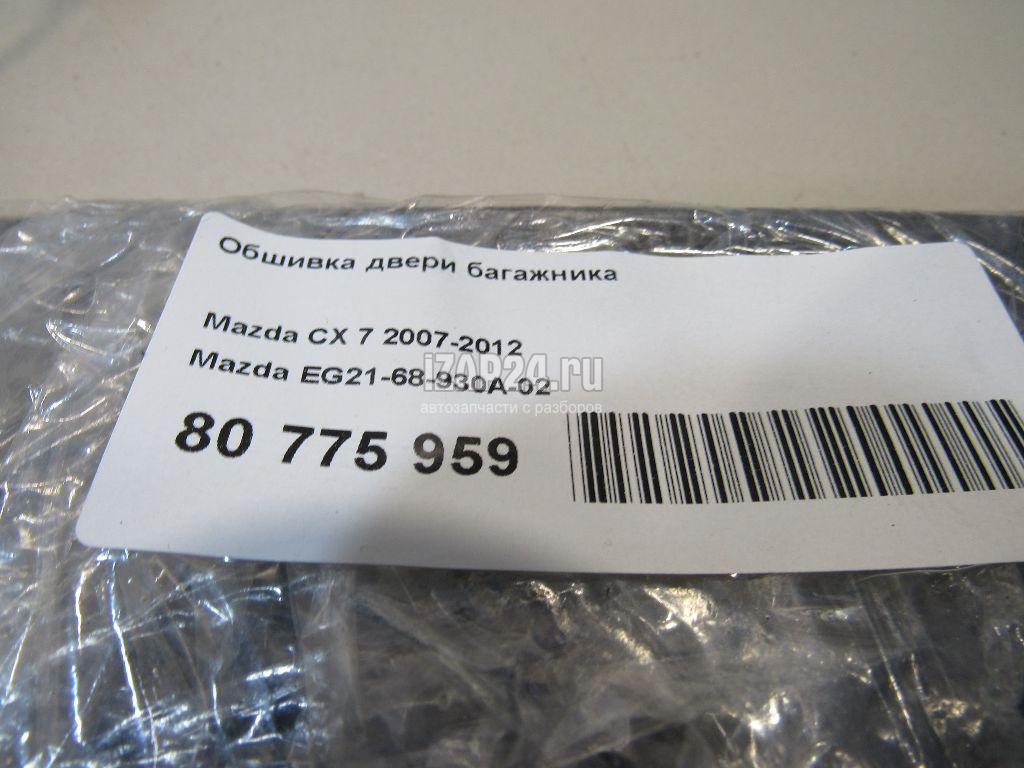 Обшивка двери багажника
Mazda CX 7 2007-2012
Mazda EG21-68-930A-02
iZAP24.ru
автозапчасти с разборов
80 775 959